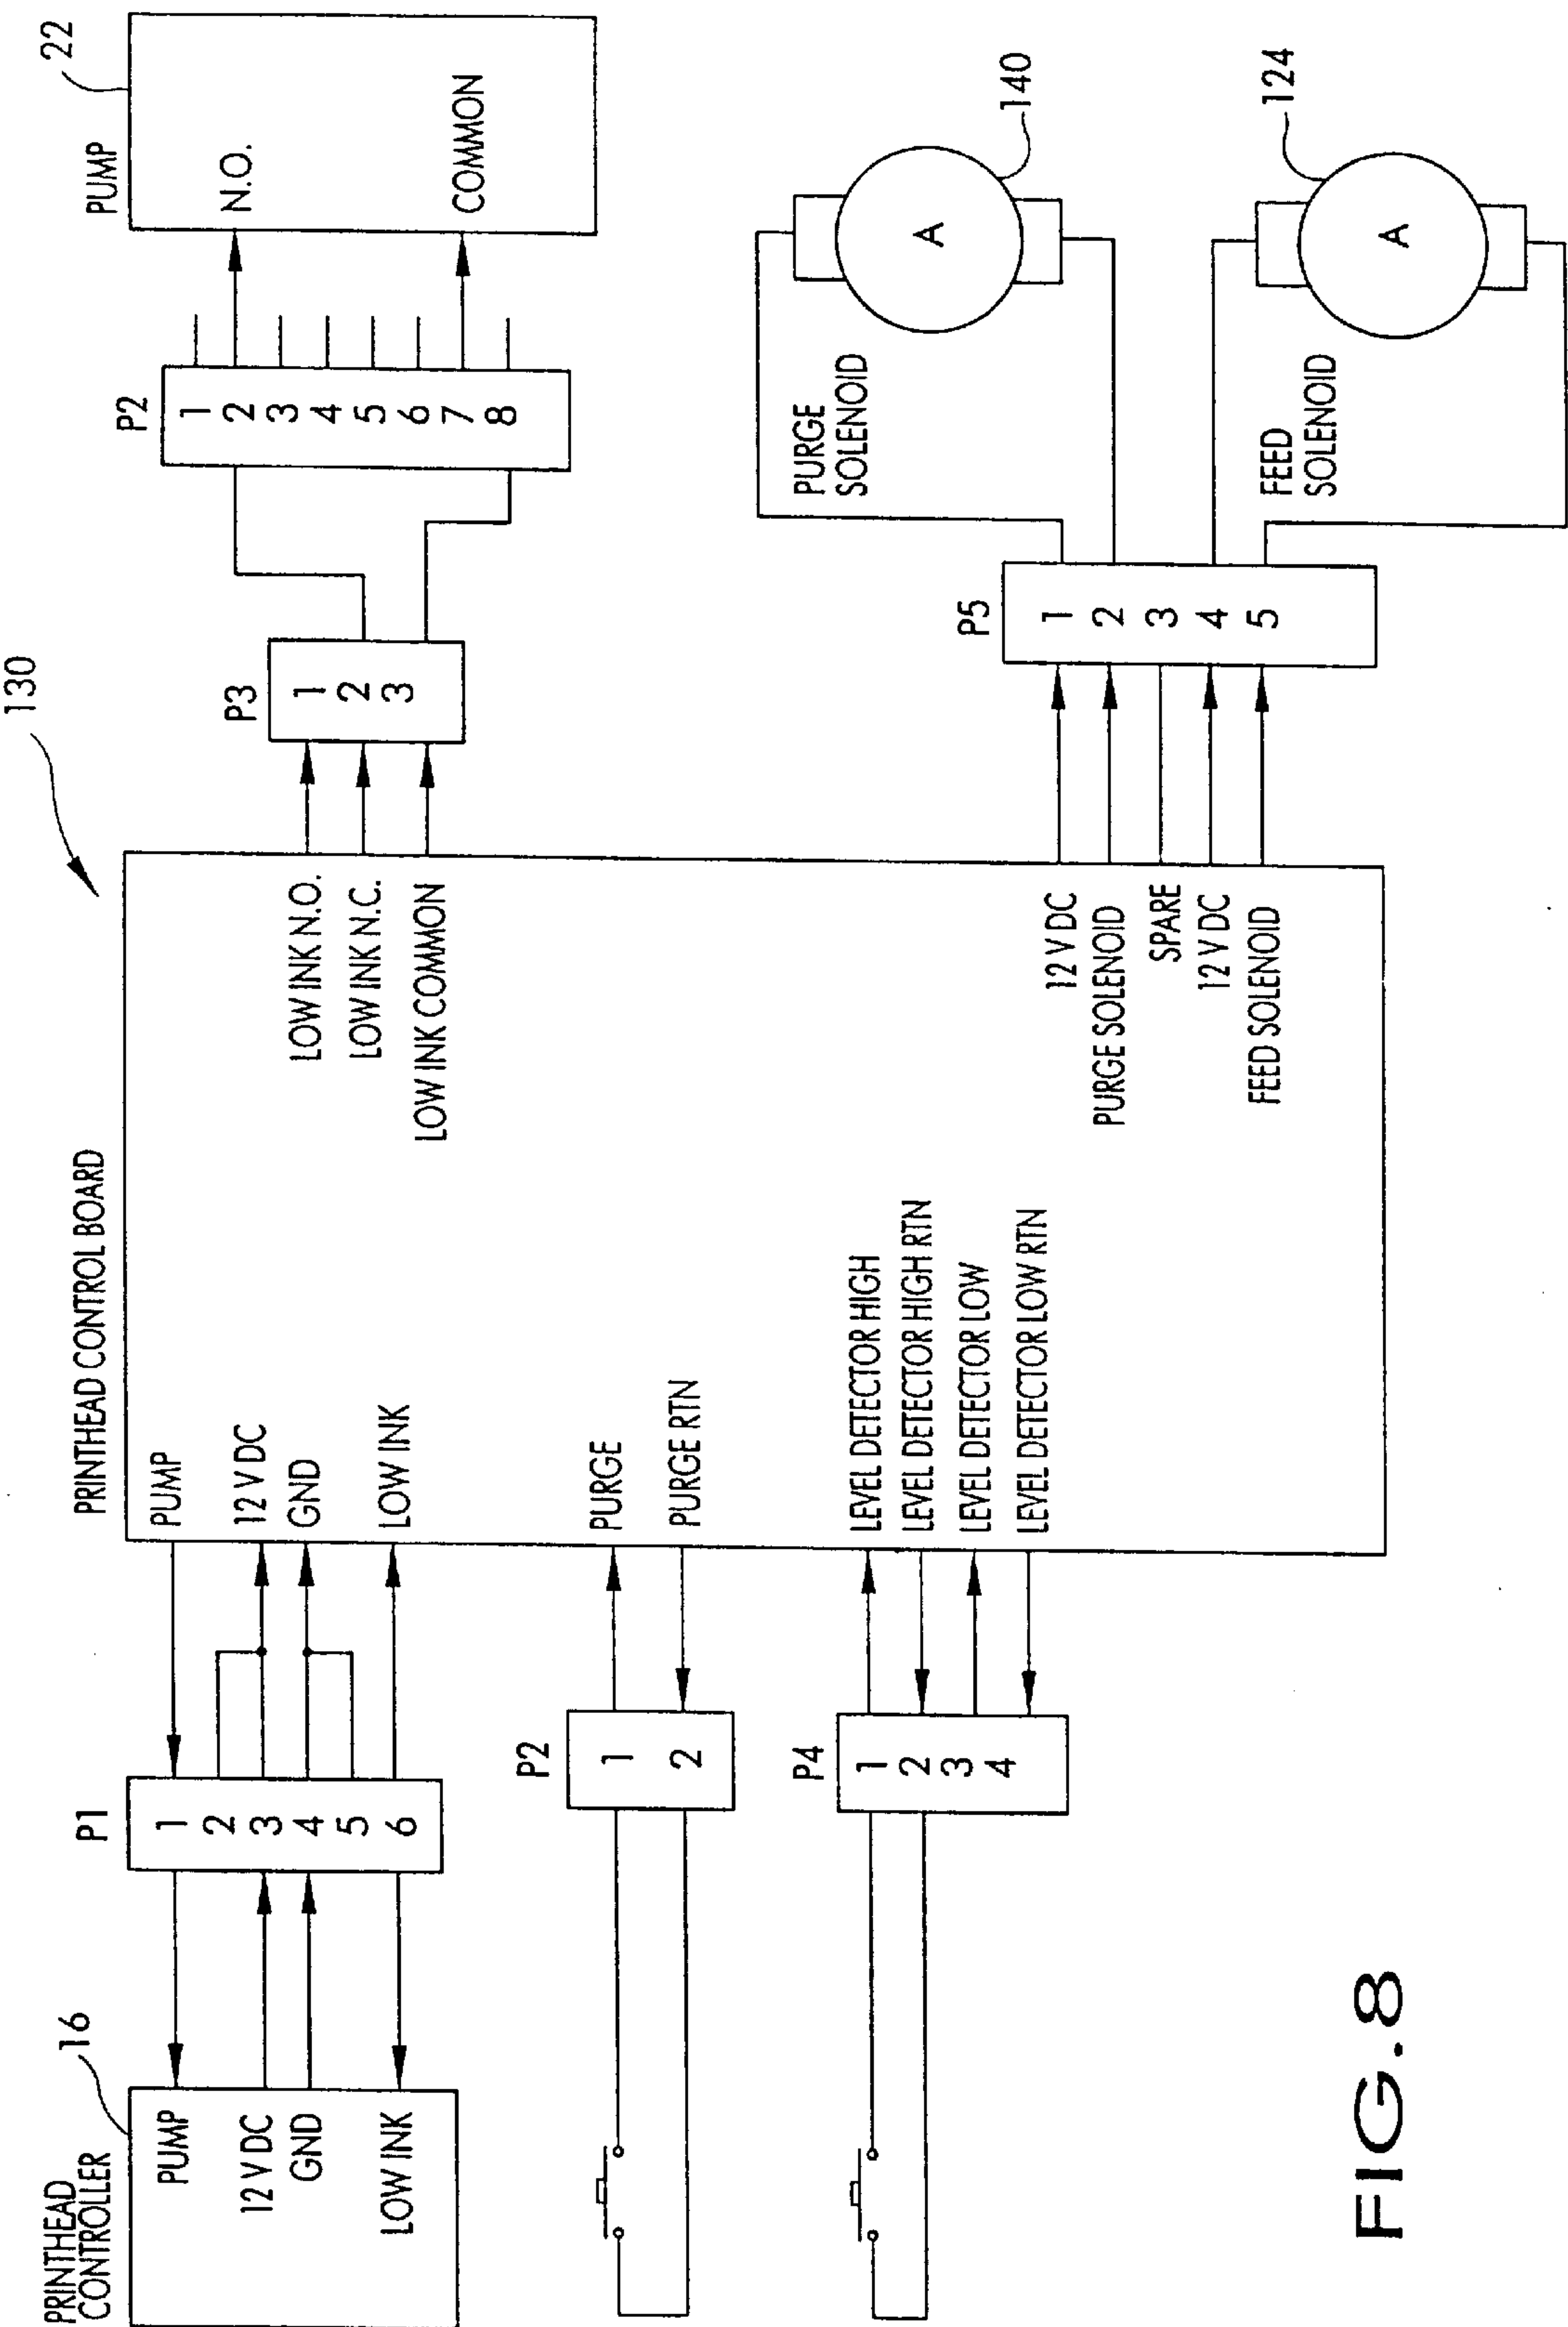 PRINTHEAD
CONTROLLER
16
PUMP
12 V DC
GND
LOW INK
P1
1
2
3
4
5
6
P2
1
2
P4
1
2
3
4
PRINTHEAD CONTROL BOARD
130
PUMP
12 V DC
GND
LOW INK
PURGE
PURGE RTN
LEVEL DETECTOR HIGH
LEVEL DETECTOR HIGH RTN
LEVEL DETECTOR LOW
LEVEL DETECTOR LOW RTN
LOW INK N.O.
LOW INK N.C.
LOW INK COMMON
12 V DC
PURGE SOLENOID
SPARE
12 V DC
FEED SOLENOID
P3
1
2
3
P2
1
2
3
4
5
6
7
8
PUMP
22
N.O.
COMMON
P5
1
2
3
4
5
PURGE
SOLENOID
A
140
FEED
SOLENOID
A
124
FIG.8